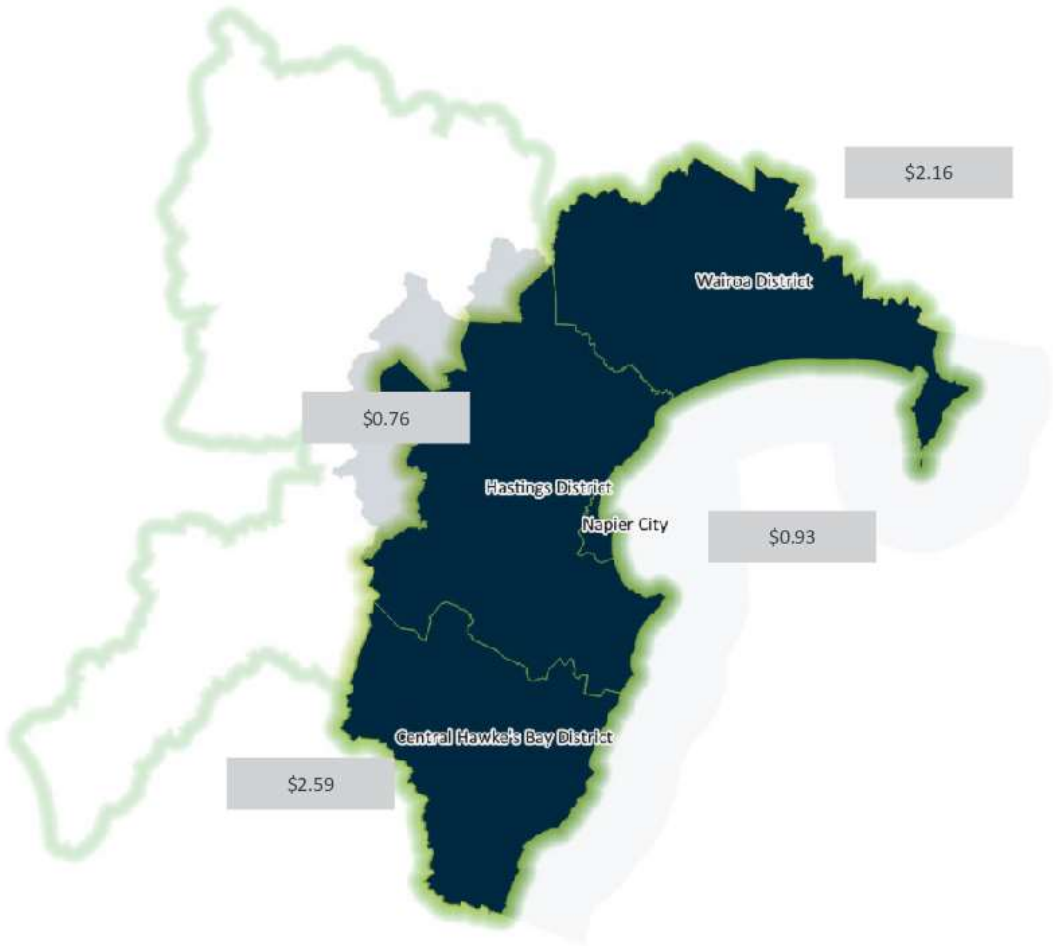 $2.16
Wairoa District
$0.76
Hastings District
Napier City
$0.93
Central Hawke's Bay District
$2.59